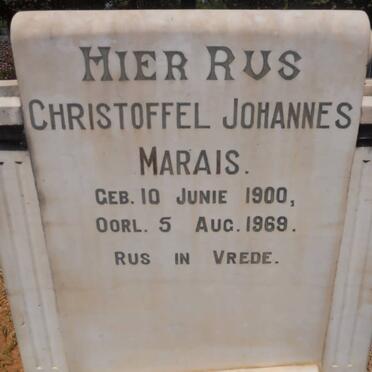 HIER RUS
CHRISTOFFEL JOHANNES
MARAIS.
GEB. 10 JUNIE 1900,
OORL. 5 AUG. 1969.
RUS IN VREDE.